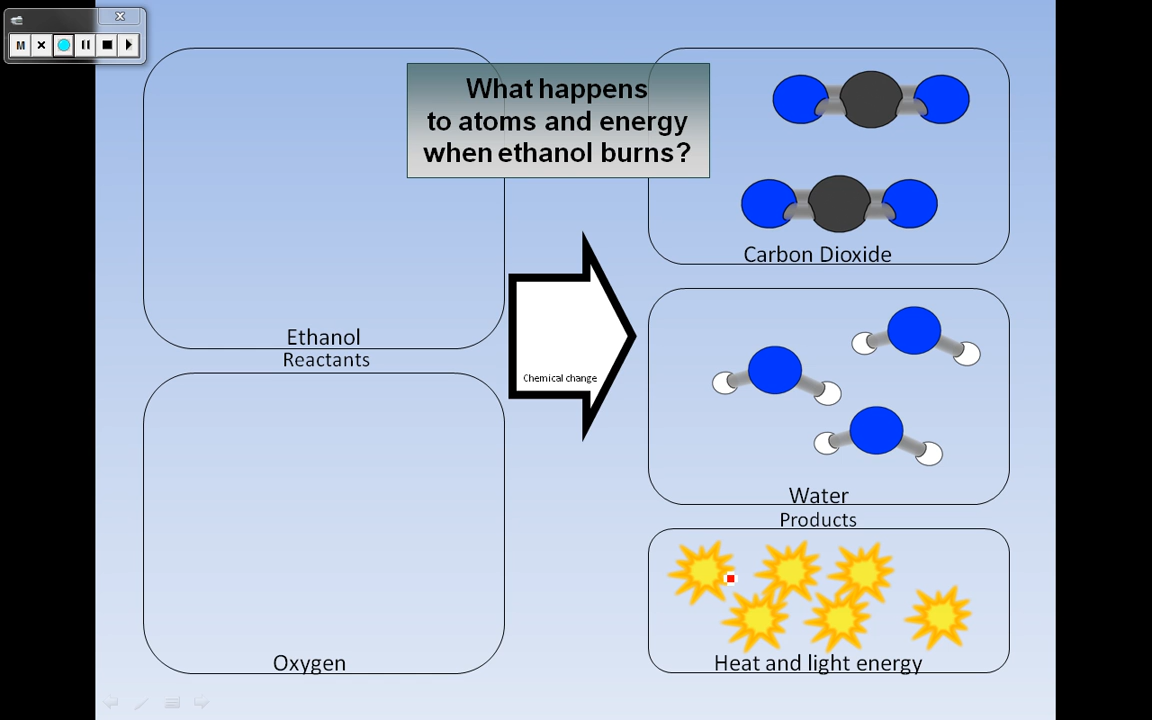 M
What happens
to atoms and energy
when ethanol burns?
Ethanol
Reactants
Oxygen
Chemical change
Carbon Dioxide
Water
Products
Heat and light energy